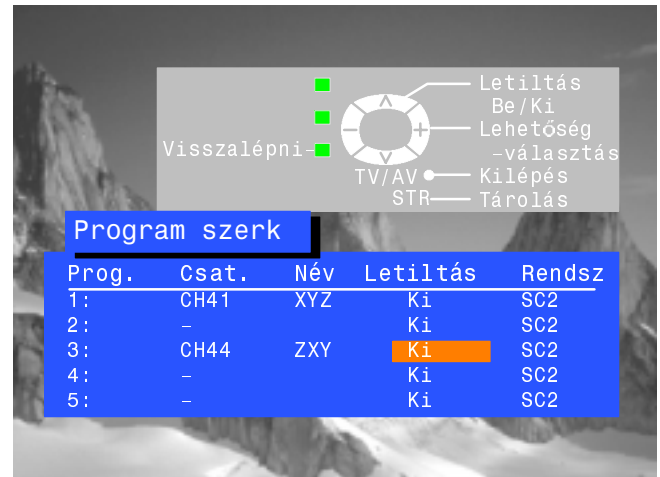 Letiltás
Be/Ki
Lehetőség
Visszalépni
–választás
TV/AV Kilépés
STR Tárolás
Program szerk
Prog. Csat. Név Letiltás Rendsz
1: CH41 XYZ Ki SC2
2: – Ki SC2
3: CH44 ZXY Ki SC2
4: – Ki SC2
5: – Ki SC2